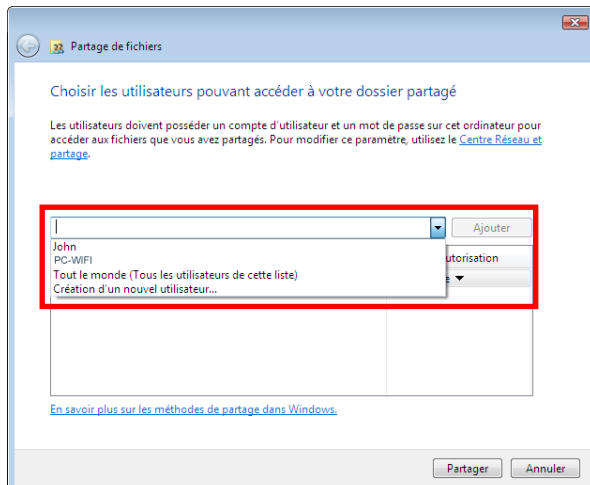 Partage de fichiers
Choisir les utilisateurs pouvant accéder à votre dossier partagé
Les utilisateurs doivent posséder un compte d'utilisateur et un mot de passe sur cet ordinateur pour
accéder aux fichiers que vous avez partagés. Pour modifier ce paramètre, utilisez le Centre Réseau et
partage.
Ajouter
John
PC-WIFI
utorisation
Tout le monde (Tous les utilisateurs de cette liste)
Création d'un nouvel utilisateur...
En savoir plus sur les méthodes de partage dans Windows.
Partager Annuler